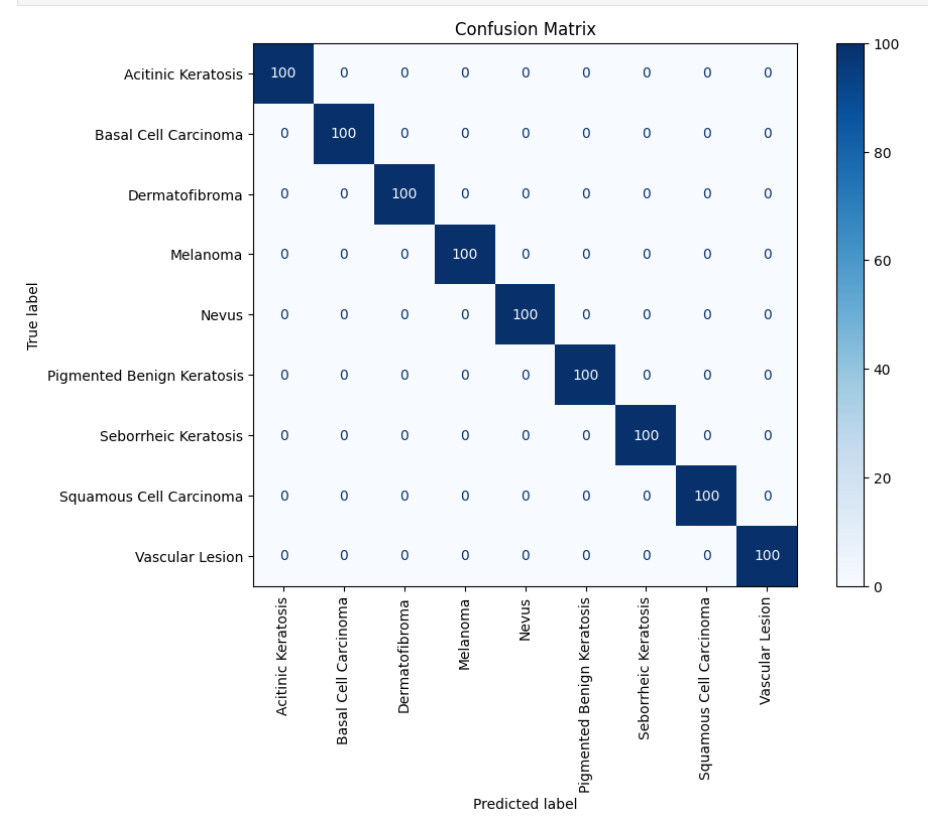 Confusion Matrix
Acitinic Keratosis 100 0 0 0 0 0 0 0 0
Basal Cell Carcinoma 0 100 0 0 0 0 0 0 0
Dermatofibroma 0 0 100 0 0 0 0 0 0
Melanoma 0 0 0 100 0 0 0 0 0
Nevus 0 0 0 0 100 0 0 0 0
Pigmented Benign Keratosis 0 0 0 0 0 100 0 0 0
Seborrheic Keratosis 0 0 0 0 0 0 100 0 0
Squamous Cell Carcinoma 0 0 0 0 0 0 0 100 0
Vascular Lesion 0 0 0 0 0 0 0 0 100
True label
Acitinic Keratosis
Basal Cell Carcinoma
Dermatofibroma
Melanoma
Nevus
Pigmented Benign Keratosis
Seborrheic Keratosis
Squamous Cell Carcinoma
Vascular Lesion
Predicted label
100
80
60
40
20
0